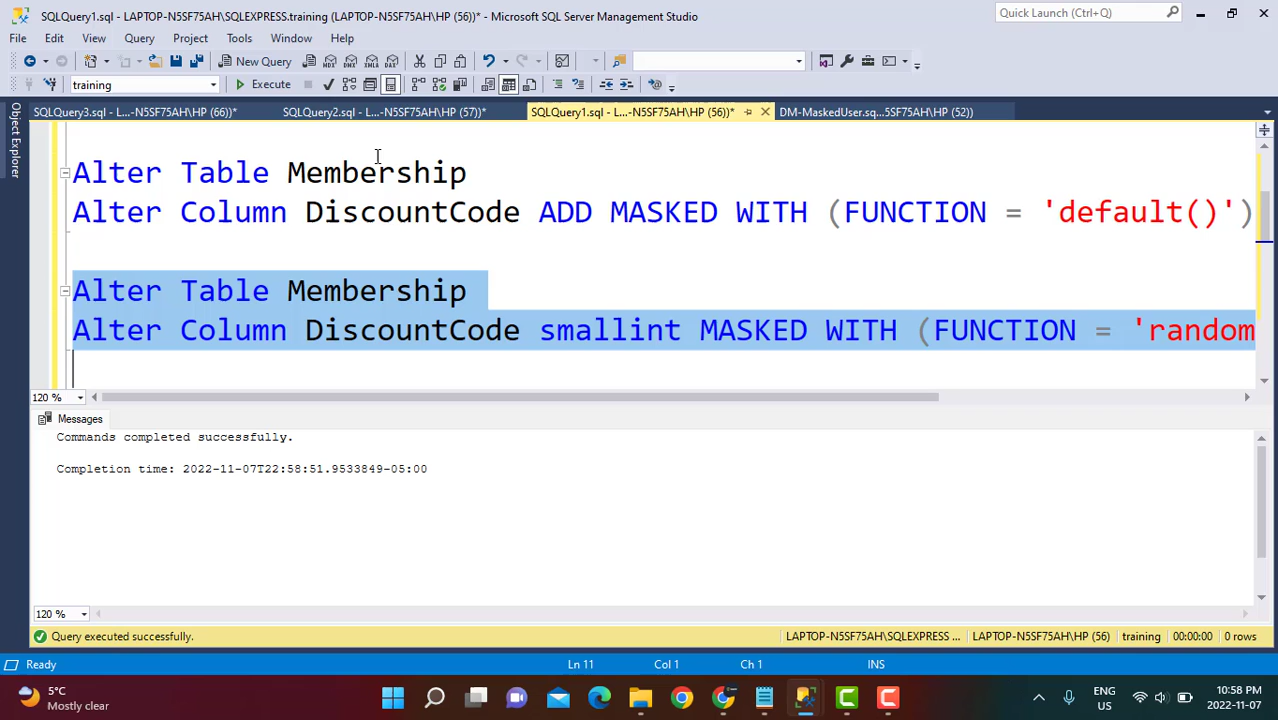 SQLQuery1.sql - LAPTOP-N5SF75AH\SQLEXPRESS.training (LAPTOP-N5SF75AH\HP (56))* - Microsoft SQL Server Management Studio
Quick Launch (Ctrl+Q)
File Edit View Query Project Tools Window Help
New Query
MDX DMX XMLA DAX
training
Execute
SQLQuery3.sql - L...-N5SF75AH\HP (66))*
SQLQuery2.sql - L...-N5SF75AH\HP (57))*
SQLQuery1.sql - L...-N5SF75AH\HP (56))*
DM-MaskedUser.sq...5SF75AH\HP (52))
Object Explorer
Alter Table Membership
Alter Column DiscountCode ADD MASKED WITH (FUNCTION = 'default()')
Alter Table Membership
Alter Column DiscountCode smallint MASKED WITH (FUNCTION = 'random
120 %
Messages
Commands completed successfully.
Completion time: 2022-11-07T22:58:51.9533849-05:00
120 %
Query executed successfully.
LAPTOP-N5SF75AH\SQLEXPRESS ...
LAPTOP-N5SF75AH\HP (56)
training
00:00:00
0 rows
Ready
Ln 11
Col 1
Ch 1
INS
5°C
Mostly clear
ENG
US
10:58 PM
2022-11-07